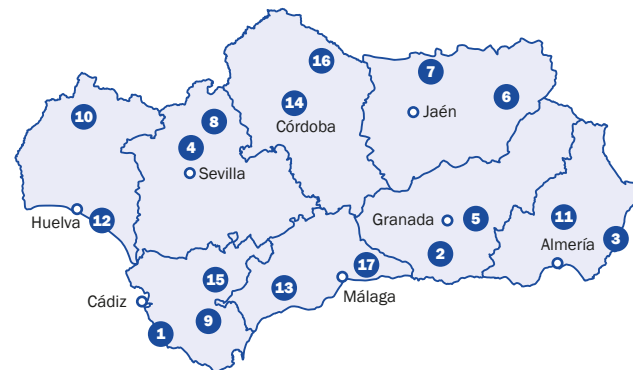 16
7
6
14
Jaén
10
8
Córdoba
4
Sevilla
Huelva
12
Granada
5
11
3
2
Almería
17
15
13
Málaga
Cádiz
9
1